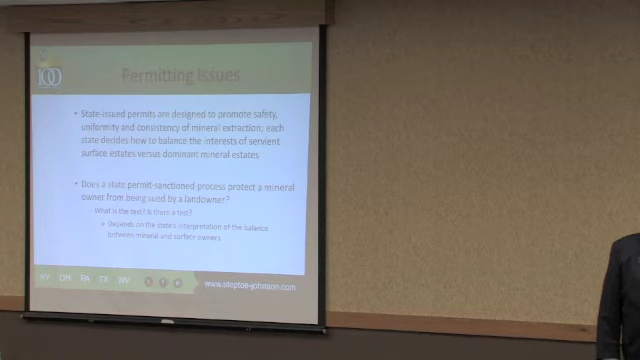 100
Permitting Issues
• State-issued permits are designed to promote safety,
uniformity and consistency of mineral extraction; each
state decides how to balance the interests of servient
surface estates versus dominant mineral estates
• Does a state permit-sanctioned process protect a mineral
owner from being sued by a landowner?
What is the test? Is there a test?
Depends on the state's interpretation of the balance
between mineral and surface owners
KY OH PA TX WV
www.steptoe-johnson.com